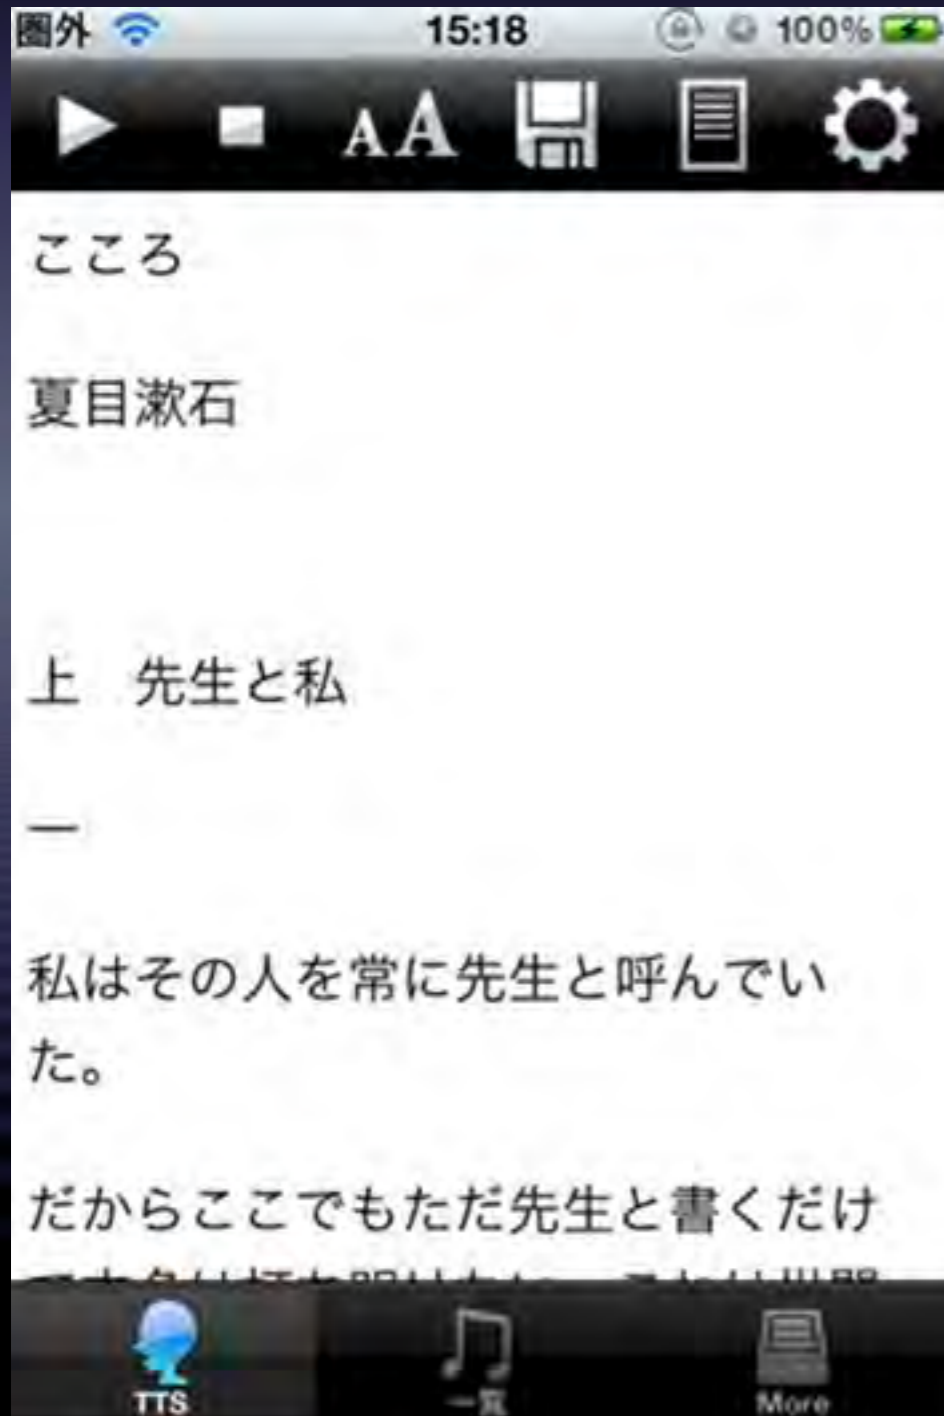 圏外 15:18 100%
AA
こころ
夏目漱石
上　先生と私
一
私はその人を常に先生と呼んでい
た。
だからここでもただ先生と書くだけ
TTS 一覧 More